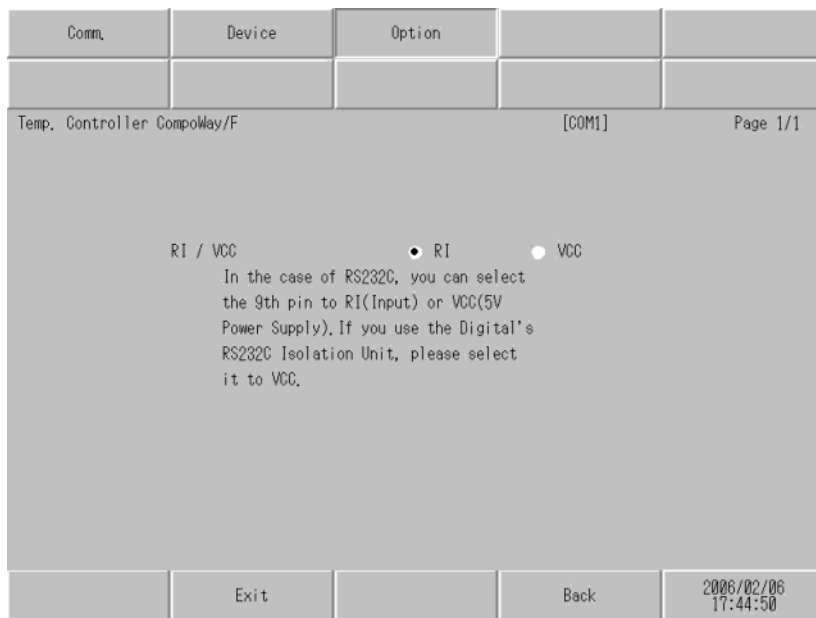 Comm. Device Option
Temp. Controller CompoWay/F [COM1] Page 1/1
RI / VCC RI VCC
In the case of RS232C, you can select
the 9th pin to RI(Input) or VCC(5V
Power Supply). If you use the Digital's
RS232C Isolation Unit, please select
it to VCC.
Exit Back 2006/02/06
17:44:50